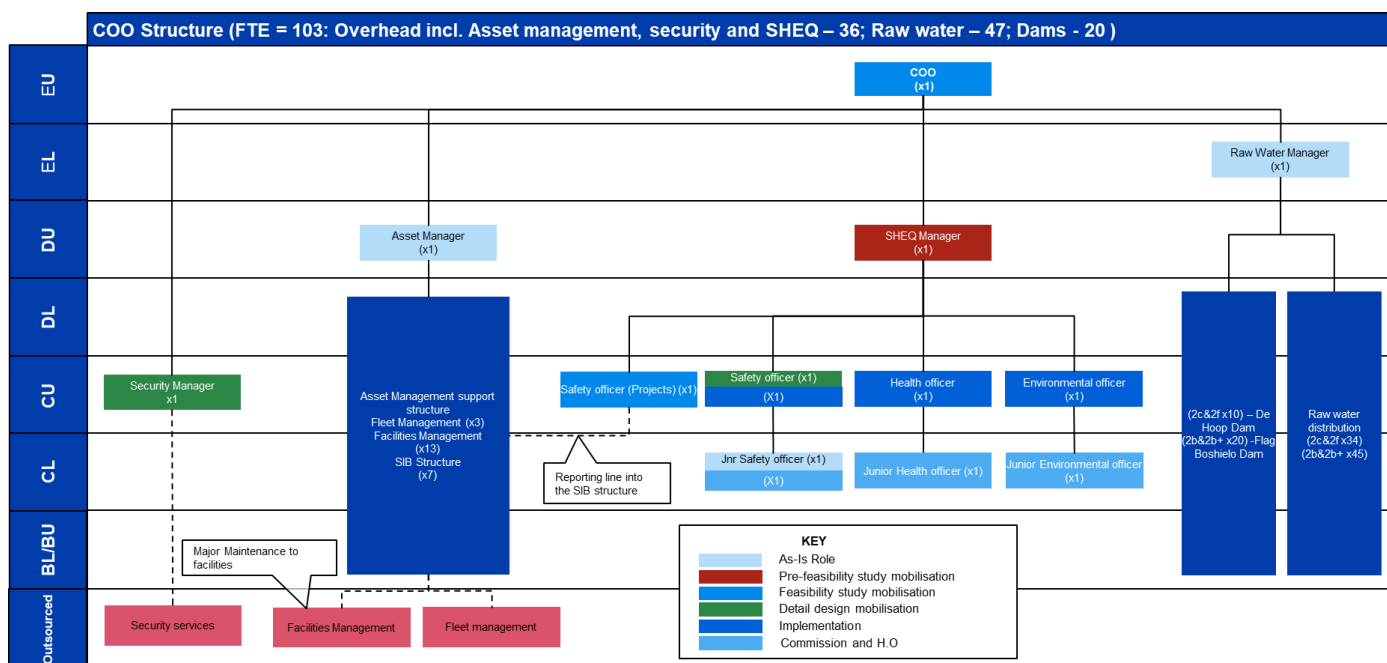 COO Structure (FTE = 103: Overhead incl. Asset management, security and SHEQ – 36; Raw water – 47; Dams - 20 )
EU
COO
(x1)
EL
Raw Water Manager
(x1)
DU
Asset Manager
(x1)
SHEQ Manager
(x1)
DL
CU
Security Manager
x1
Asset Management support
structure
Fleet Management (x3)
Facilities Management
(x13)
SIB Structure
(x7)
Safety officer (Projects) (x1)
Safety officer (x1)
(X1)
Health officer
(x1)
Environmental officer
(x1)
(2c&2f x10) – De
Hoop Dam
(2b&2b+ x20) -Flag
Boshielo Dam
Raw water
distribution
(2c&2f x34)
(2b&2b+ x45)
CL
Reporting line into
the SIB structure
Jnr Safety officer (x1)
(X1)
Junior Health officer (x1)
Junior Environmental officer
(x1)
BL/BU
Major Maintenance to
facilities
KEY
As-Is Role
Pre-feasibility study mobilisation
Feasibility study mobilisation
Detail design mobilisation
Implementation
Commission and H.O
Outsourced
Security services
Facilities Management
Fleet management